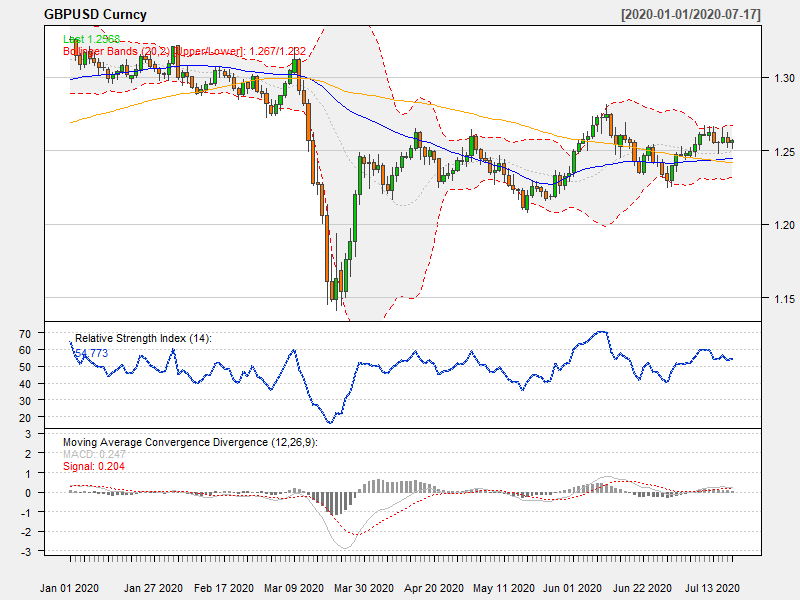 GBPUSD Curncy [2020-01-01/2020-07-17]
Last 1.2568
Bollinger Bands (20,2) [Upper/Lower]: 1.267/1.232
1.30
1.25
1.20
1.15
Relative Strength Index (14):
54.773
70
60
50
40
30
20
Moving Average Convergence Divergence (12,26,9):
MACD: 0.247
Signal: 0.204
3
2
1
0
-1
-2
-3
Jan 01 2020 Jan 27 2020 Feb 17 2020 Mar 09 2020 Mar 30 2020 Apr 20 2020 May 11 2020 Jun 01 2020 Jun 22 2020 Jul 13 2020